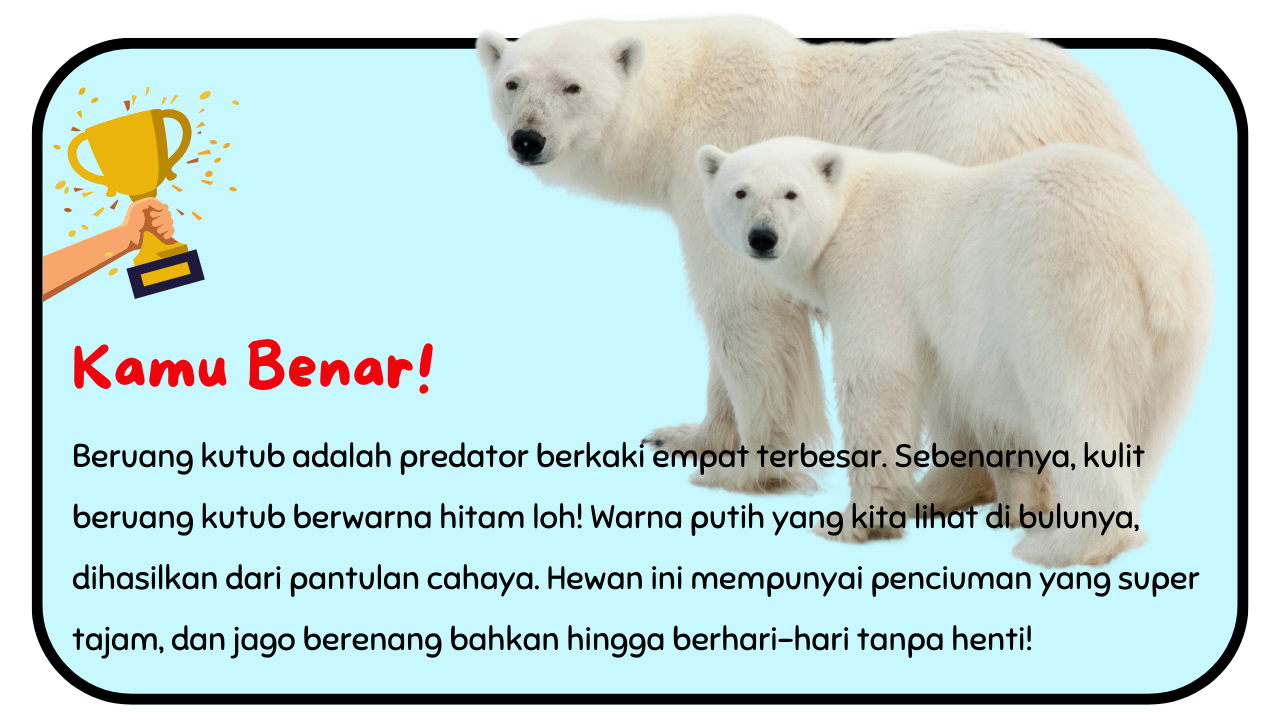 Kamu Benar!
Beruang kutub adalah predator berkaki empat terbesar. Sebenarnya, kulit
beruang kutub berwarna hitam loh! Warna putih yang kita lihat di bulunya,
dihasilkan dari pantulan cahaya. Hewan ini mempunyai penciuman yang super
tajam, dan jago berenang bahkan hingga berhari-hari tanpa henti!